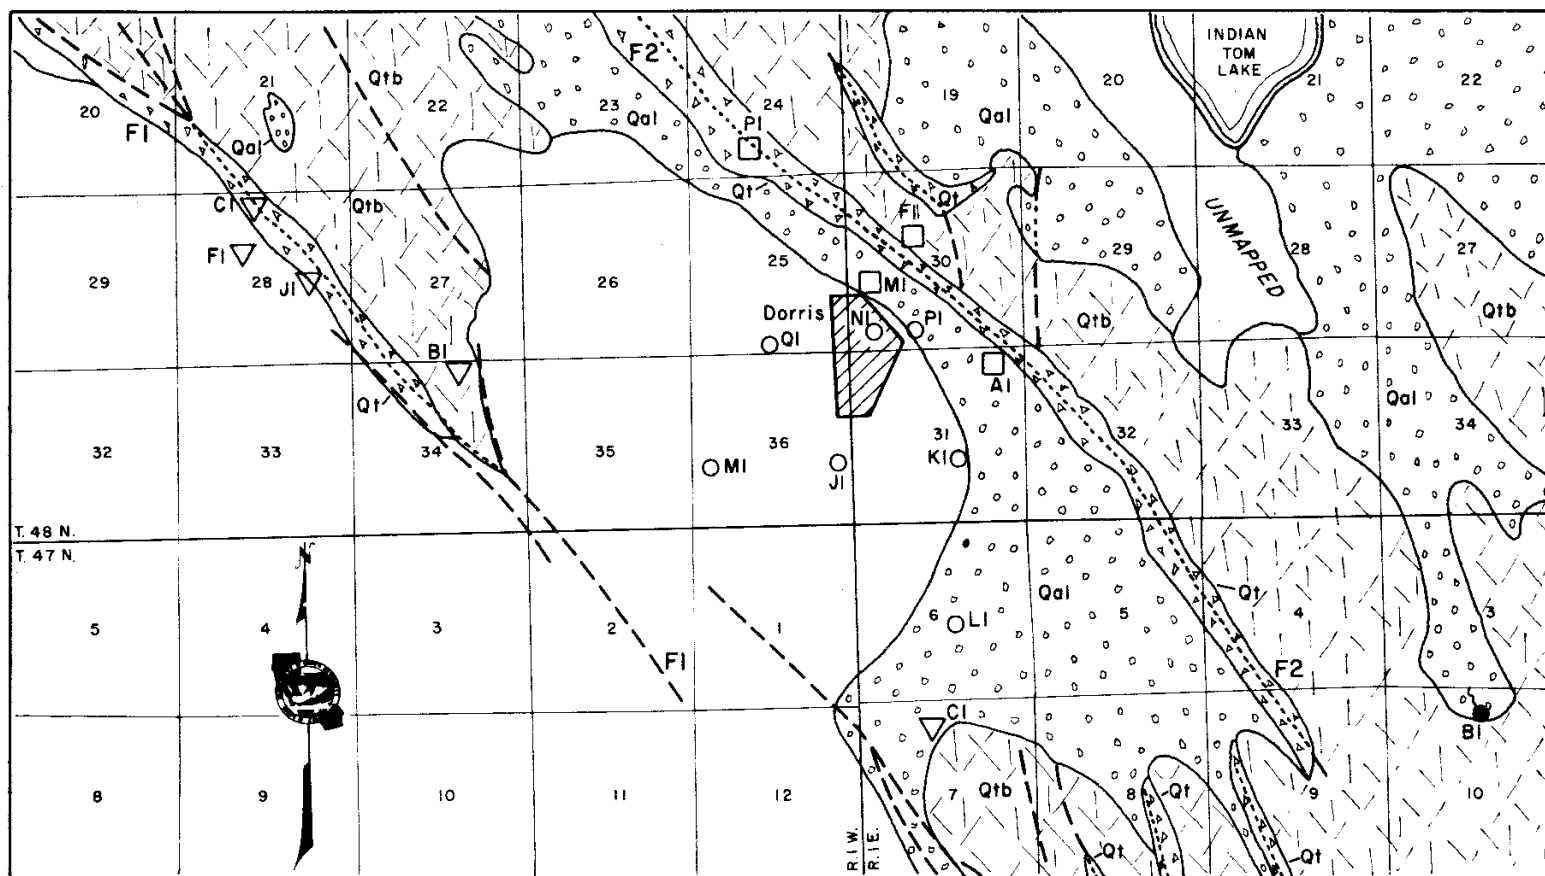 INDIAN
TOM
LAKE
F2
24
20
21
22
21
Qtb
22
23
19
20
F1
Qal
P1
Qal
Qal
Qt
Qt
C1
Qtb
F1
F1
25
30
29
28
27
29
28
27
26
UNMAPPED
J1
M1
Dorris
N1
P1
Qtb
Qtb
Q1
B1
A1
Qt
Qal
32
33
34
35
36
31
32
33
34
K1
M1
J1
T. 48 N.
T. 47 N.
N
Qal
Qt
5
4
3
2
1
6
L1
5
4
3
F1
F2
C1
B1
8
9
10
11
12
7
Qtb
8
Qt
9
10
R.1 W.
R.1 E.
Qt
Qt